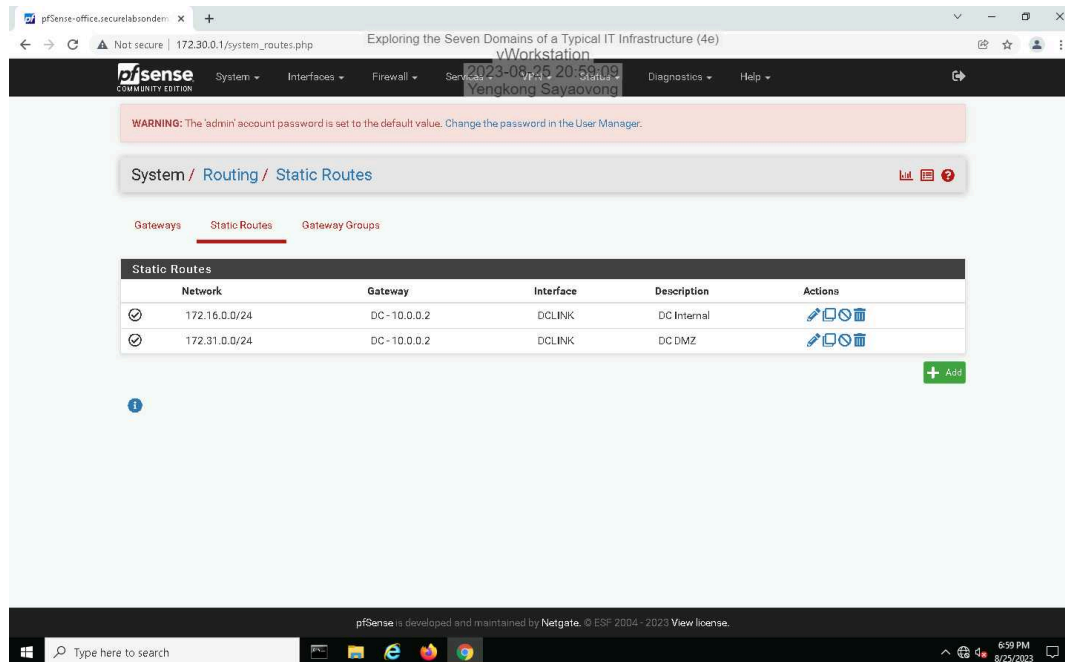 pfSense-office.securelabsondem
Not secure | 172.30.0.1/system_routes.php
Exploring the Seven Domains of a Typical IT Infrastructure (4e)
vWorkstation
2023-08-25 20:59:09
Yengkong Sayaovong
pfsense
COMMUNITY EDITION
System Interfaces Firewall Services VPN Status Diagnostics Help
WARNING: The 'admin' account password is set to the default value. Change the password in the User Manager.
System / Routing / Static Routes
Gateways Static Routes Gateway Groups
Static Routes
Network Gateway Interface Description Actions
172.16.0.0/24 DC - 10.0.0.2 DCLINK DC Internal
172.31.0.0/24 DC - 10.0.0.2 DCLINK DC DMZ
Add
pfSense is developed and maintained by Netgate. © ESF 2004 - 2023 View license.
Type here to search
6:59 PM
8/25/2023